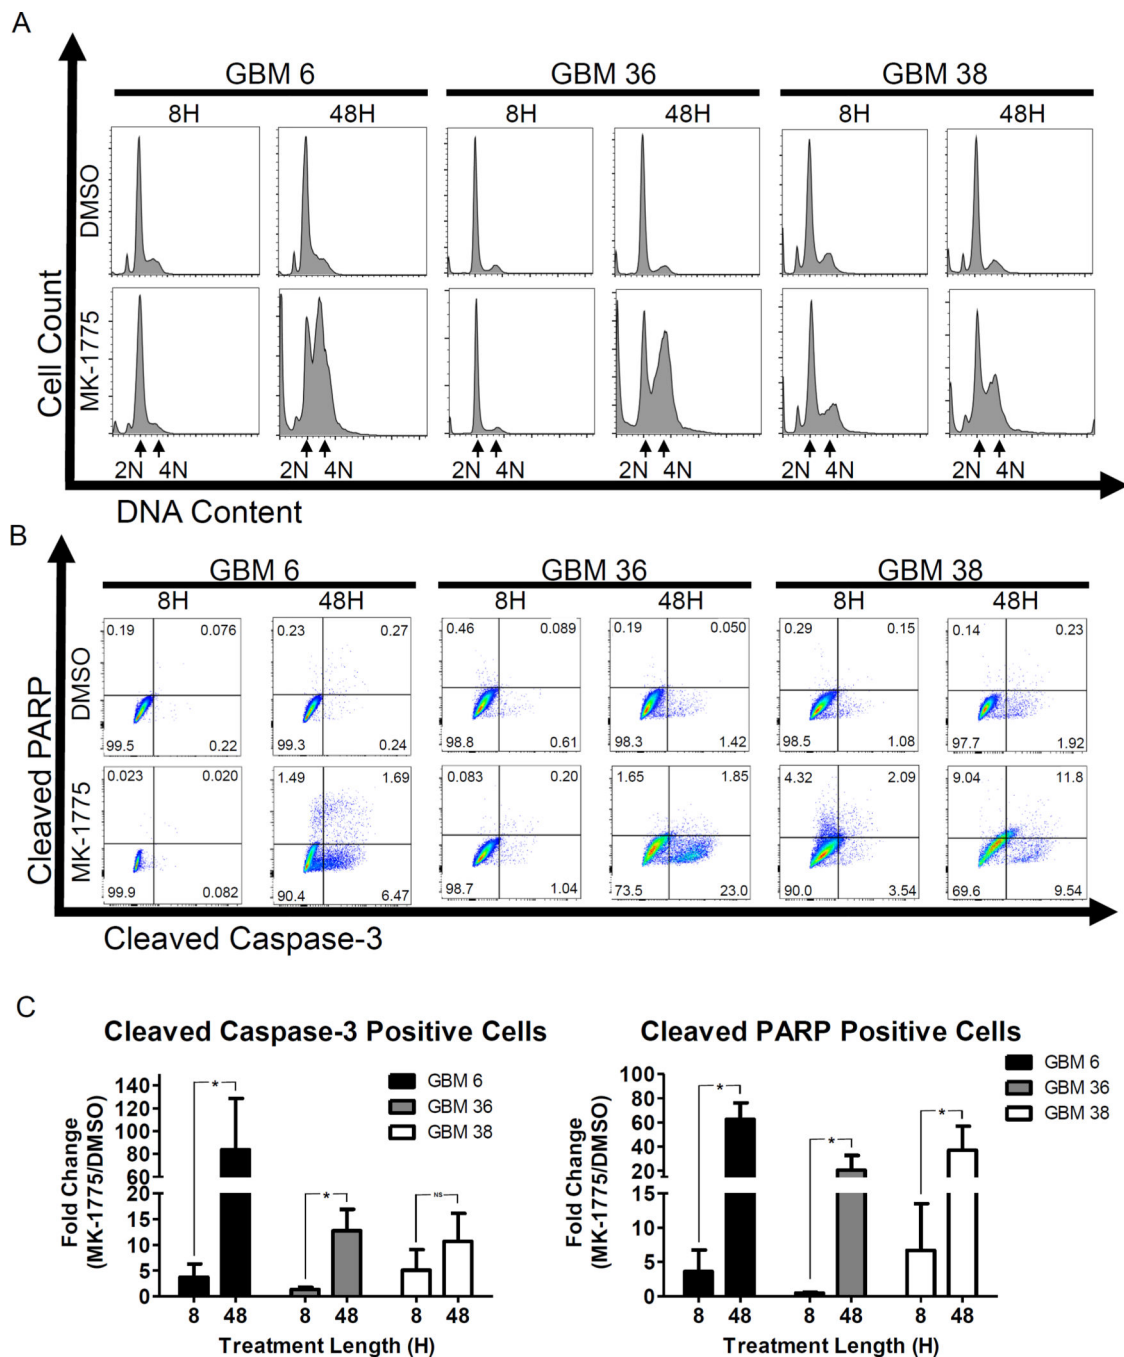 A
GBM 6 GBM 36 GBM 38
8H 48H 8H 48H 8H 48H
DMSO
MK-1775
Cell Count
2N 4N 2N 4N 2N 4N 2N 4N 2N 4N 2N 4N
DNA Content
B
GBM 6 GBM 36 GBM 38
8H 48H 8H 48H 8H 48H
0.19 0.076 0.23 0.27 0.46 0.089 0.19 0.050 0.29 0.15 0.14 0.23
DMSO
99.5 0.22 99.3 0.24 98.8 0.61 98.3 1.42 98.5 1.08 97.7 1.92
0.023 0.020 1.49 1.69 0.083 0.20 1.65 1.85 4.32 2.09 9.04 11.8
MK-1775
99.9 0.082 90.4 6.47 98.7 1.04 73.5 23.0 90.0 3.54 69.6 9.54
Cleaved PARP
Cleaved Caspase-3
C
Cleaved Caspase-3 Positive Cells
Fold Change
(MK-1775/DMSO)
140
120
100
80
60
20
15
10
5
0
* * NS
GBM 6
GBM 36
GBM 38
8 48 8 48 8 48
Treatment Length (H)
Cleaved PARP Positive Cells
Fold Change
(MK-1775/DMSO)
100
80
60
40
20
15
10
5
0
* * *
GBM 6
GBM 36
GBM 38
8 48 8 48 8 48
Treatment Length (H)